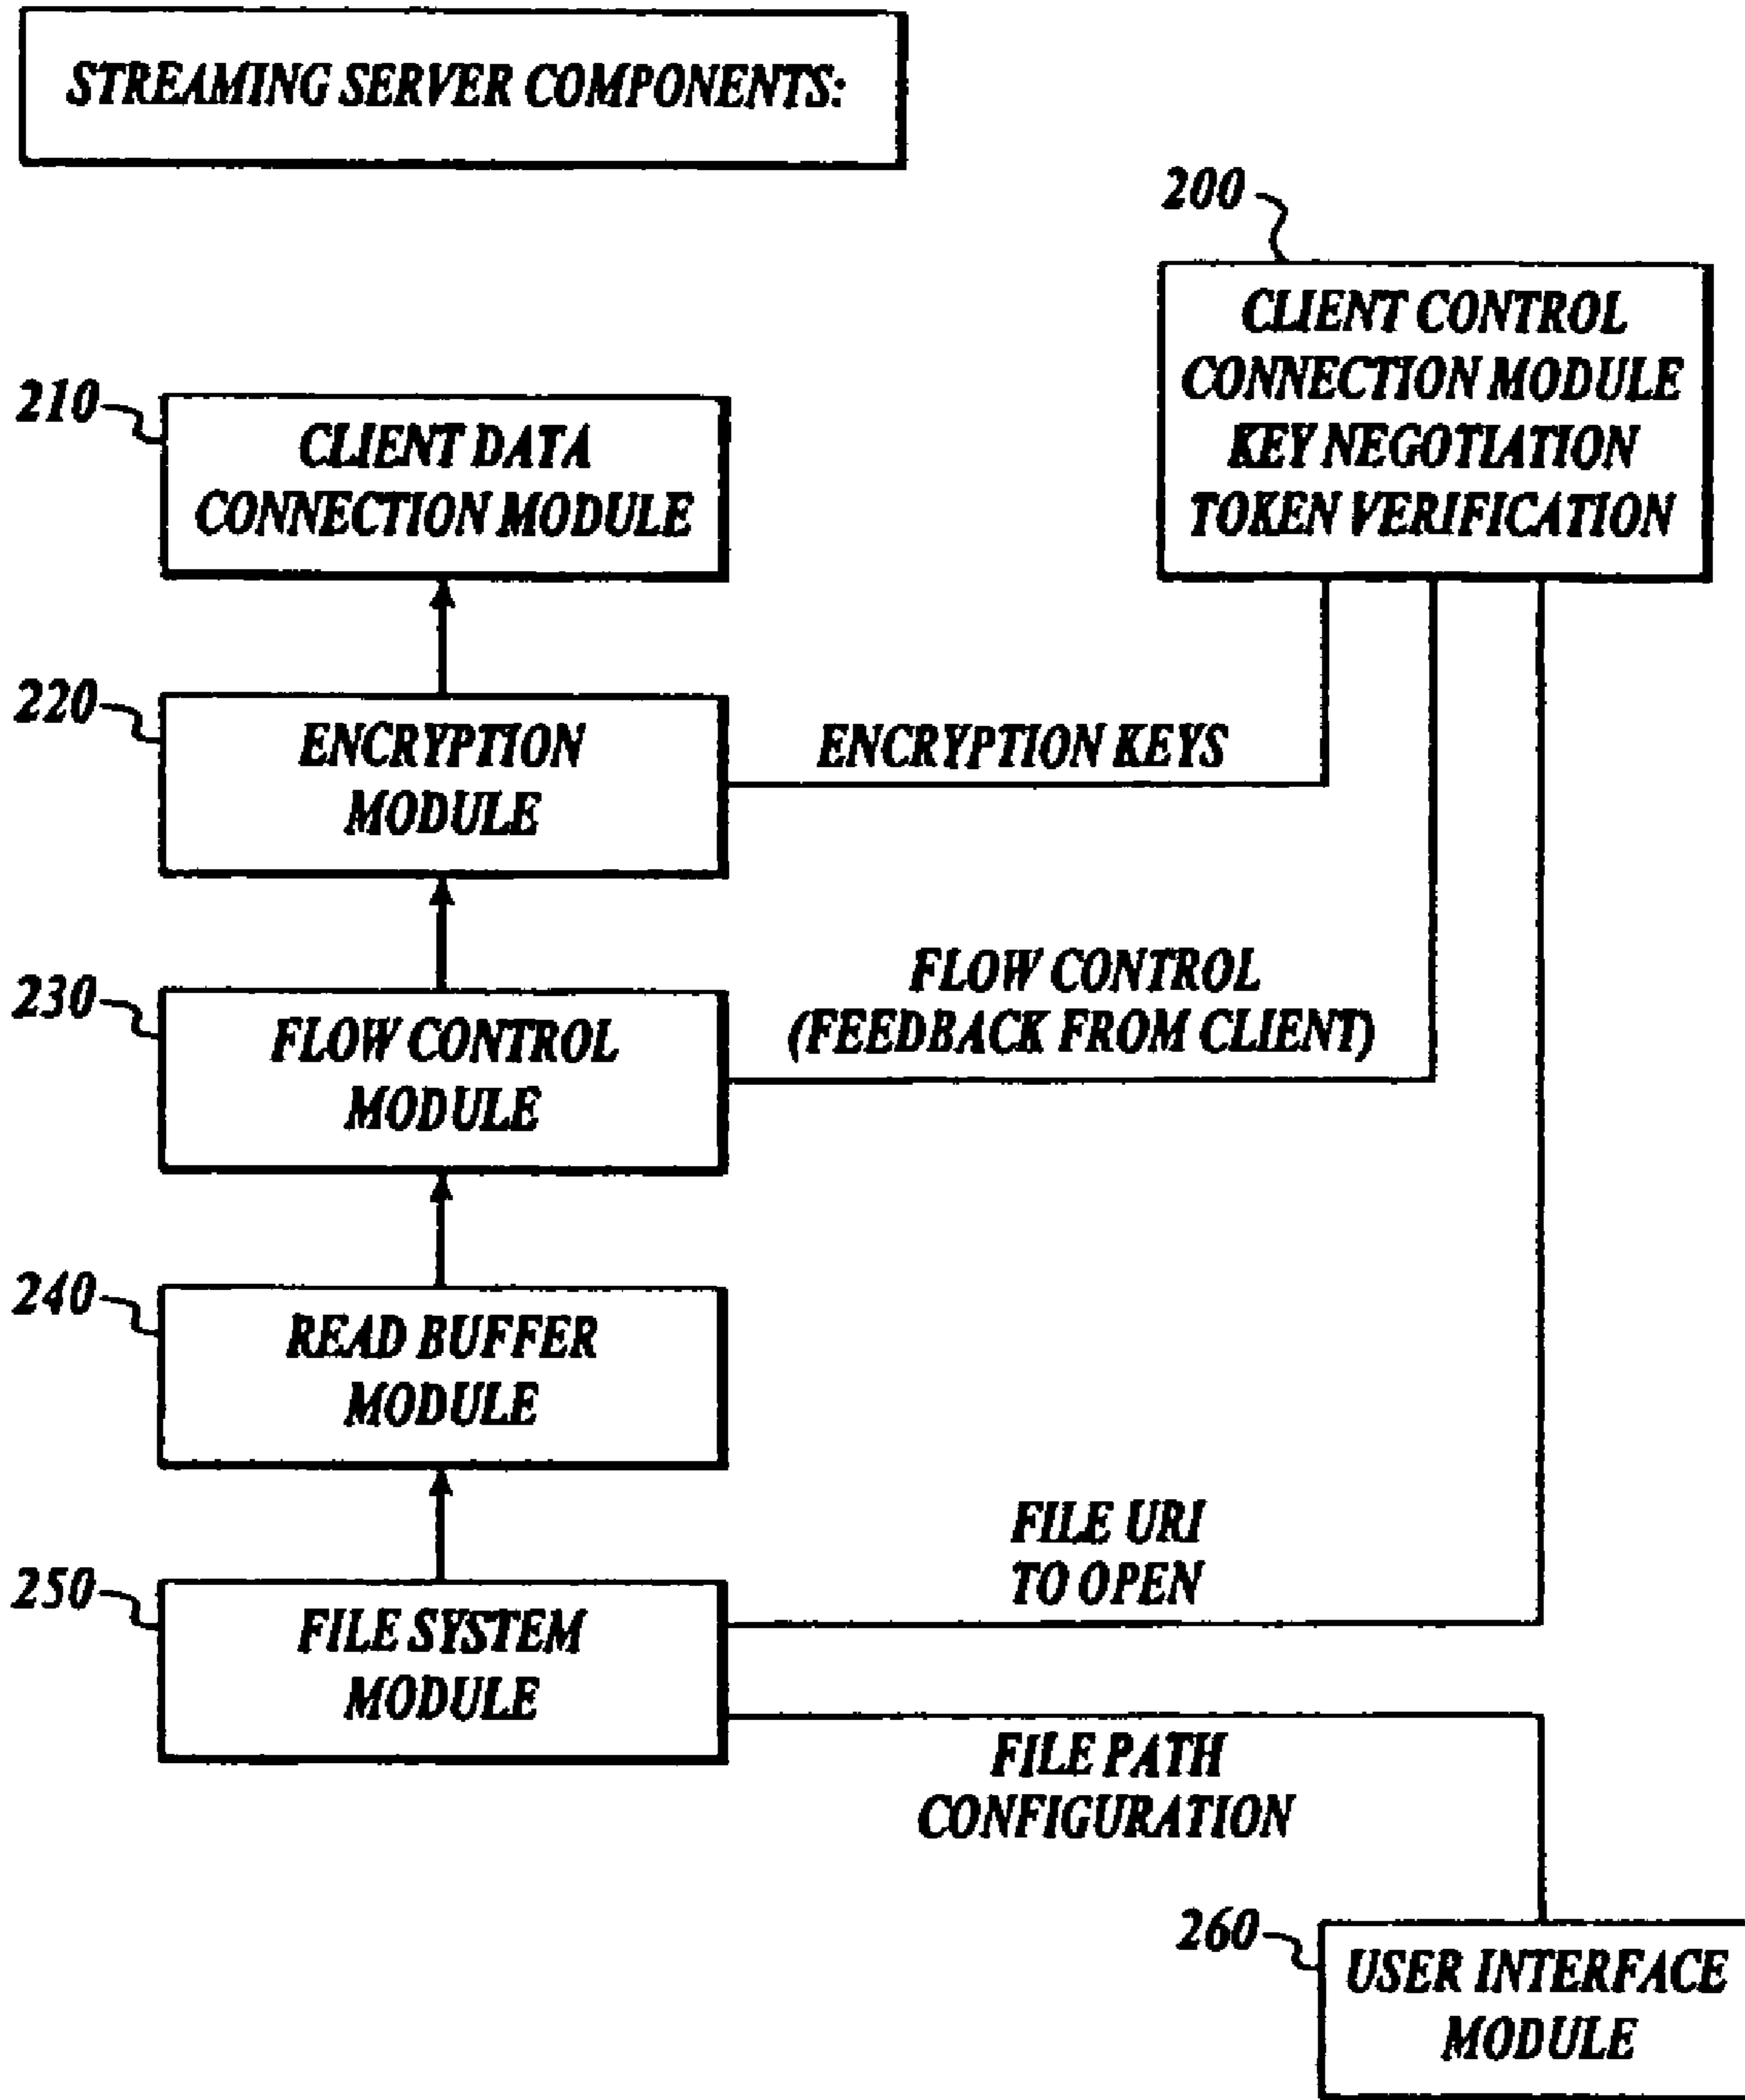 STREAMING SERVER COMPONENTS:
200
CLIENT CONTROL
CONNECTION MODULE
KEY NEGOTIATION
TOKEN VERIFICATION
210
CLIENT DATA
CONNECTION MODULE
220
ENCRYPTION
MODULE
ENCRYPTION KEYS
230
FLOW CONTROL
MODULE
FLOW CONTROL
(FEEDBACK FROM CLIENT)
240
READ BUFFER
MODULE
250
FILE SYSTEM
MODULE
FILE URI
TO OPEN
FILE PATH
CONFIGURATION
260
USER INTERFACE
MODULE